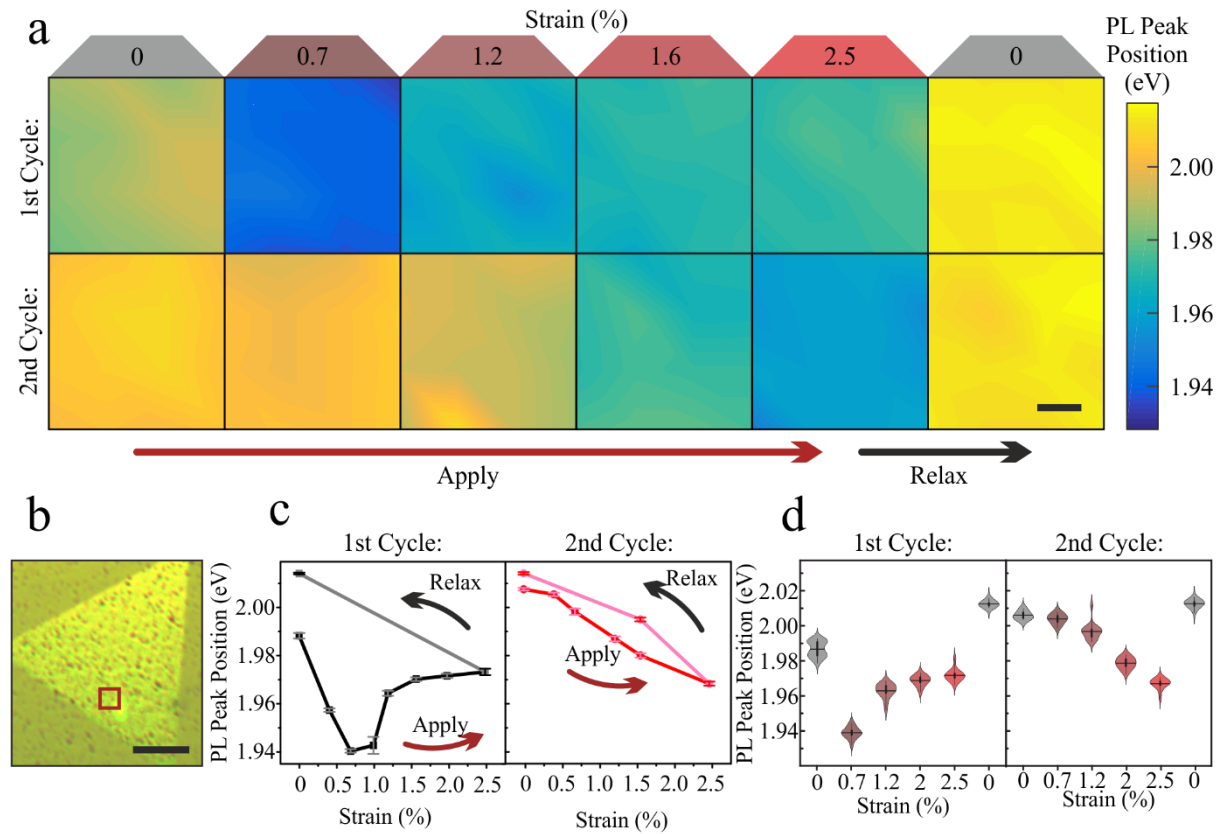 a
Strain (%)
0 0.7 1.2 1.6 2.5 0
PL Peak
Position
(eV)
1st Cycle:
2nd Cycle:
2.00
1.98
1.96
1.94
Apply
Relax
b
c
1st Cycle: 2nd Cycle:
PL Peak Position (eV)
2.00
1.98
1.96
1.94
Relax
Apply
Relax
Apply
0.0 0.5 1.0 1.5 2.0 2.5 0.0 0.5 1.0 1.5 2.0 2.5
Strain (%) Strain (%)
d
1st Cycle: 2nd Cycle:
PL Peak Position (eV)
2.02
2.00
1.98
1.96
1.94
0 0.7 1.2 2 2.5 0 0 0.7 1.2 2 2.5 0
Strain (%) Strain (%)